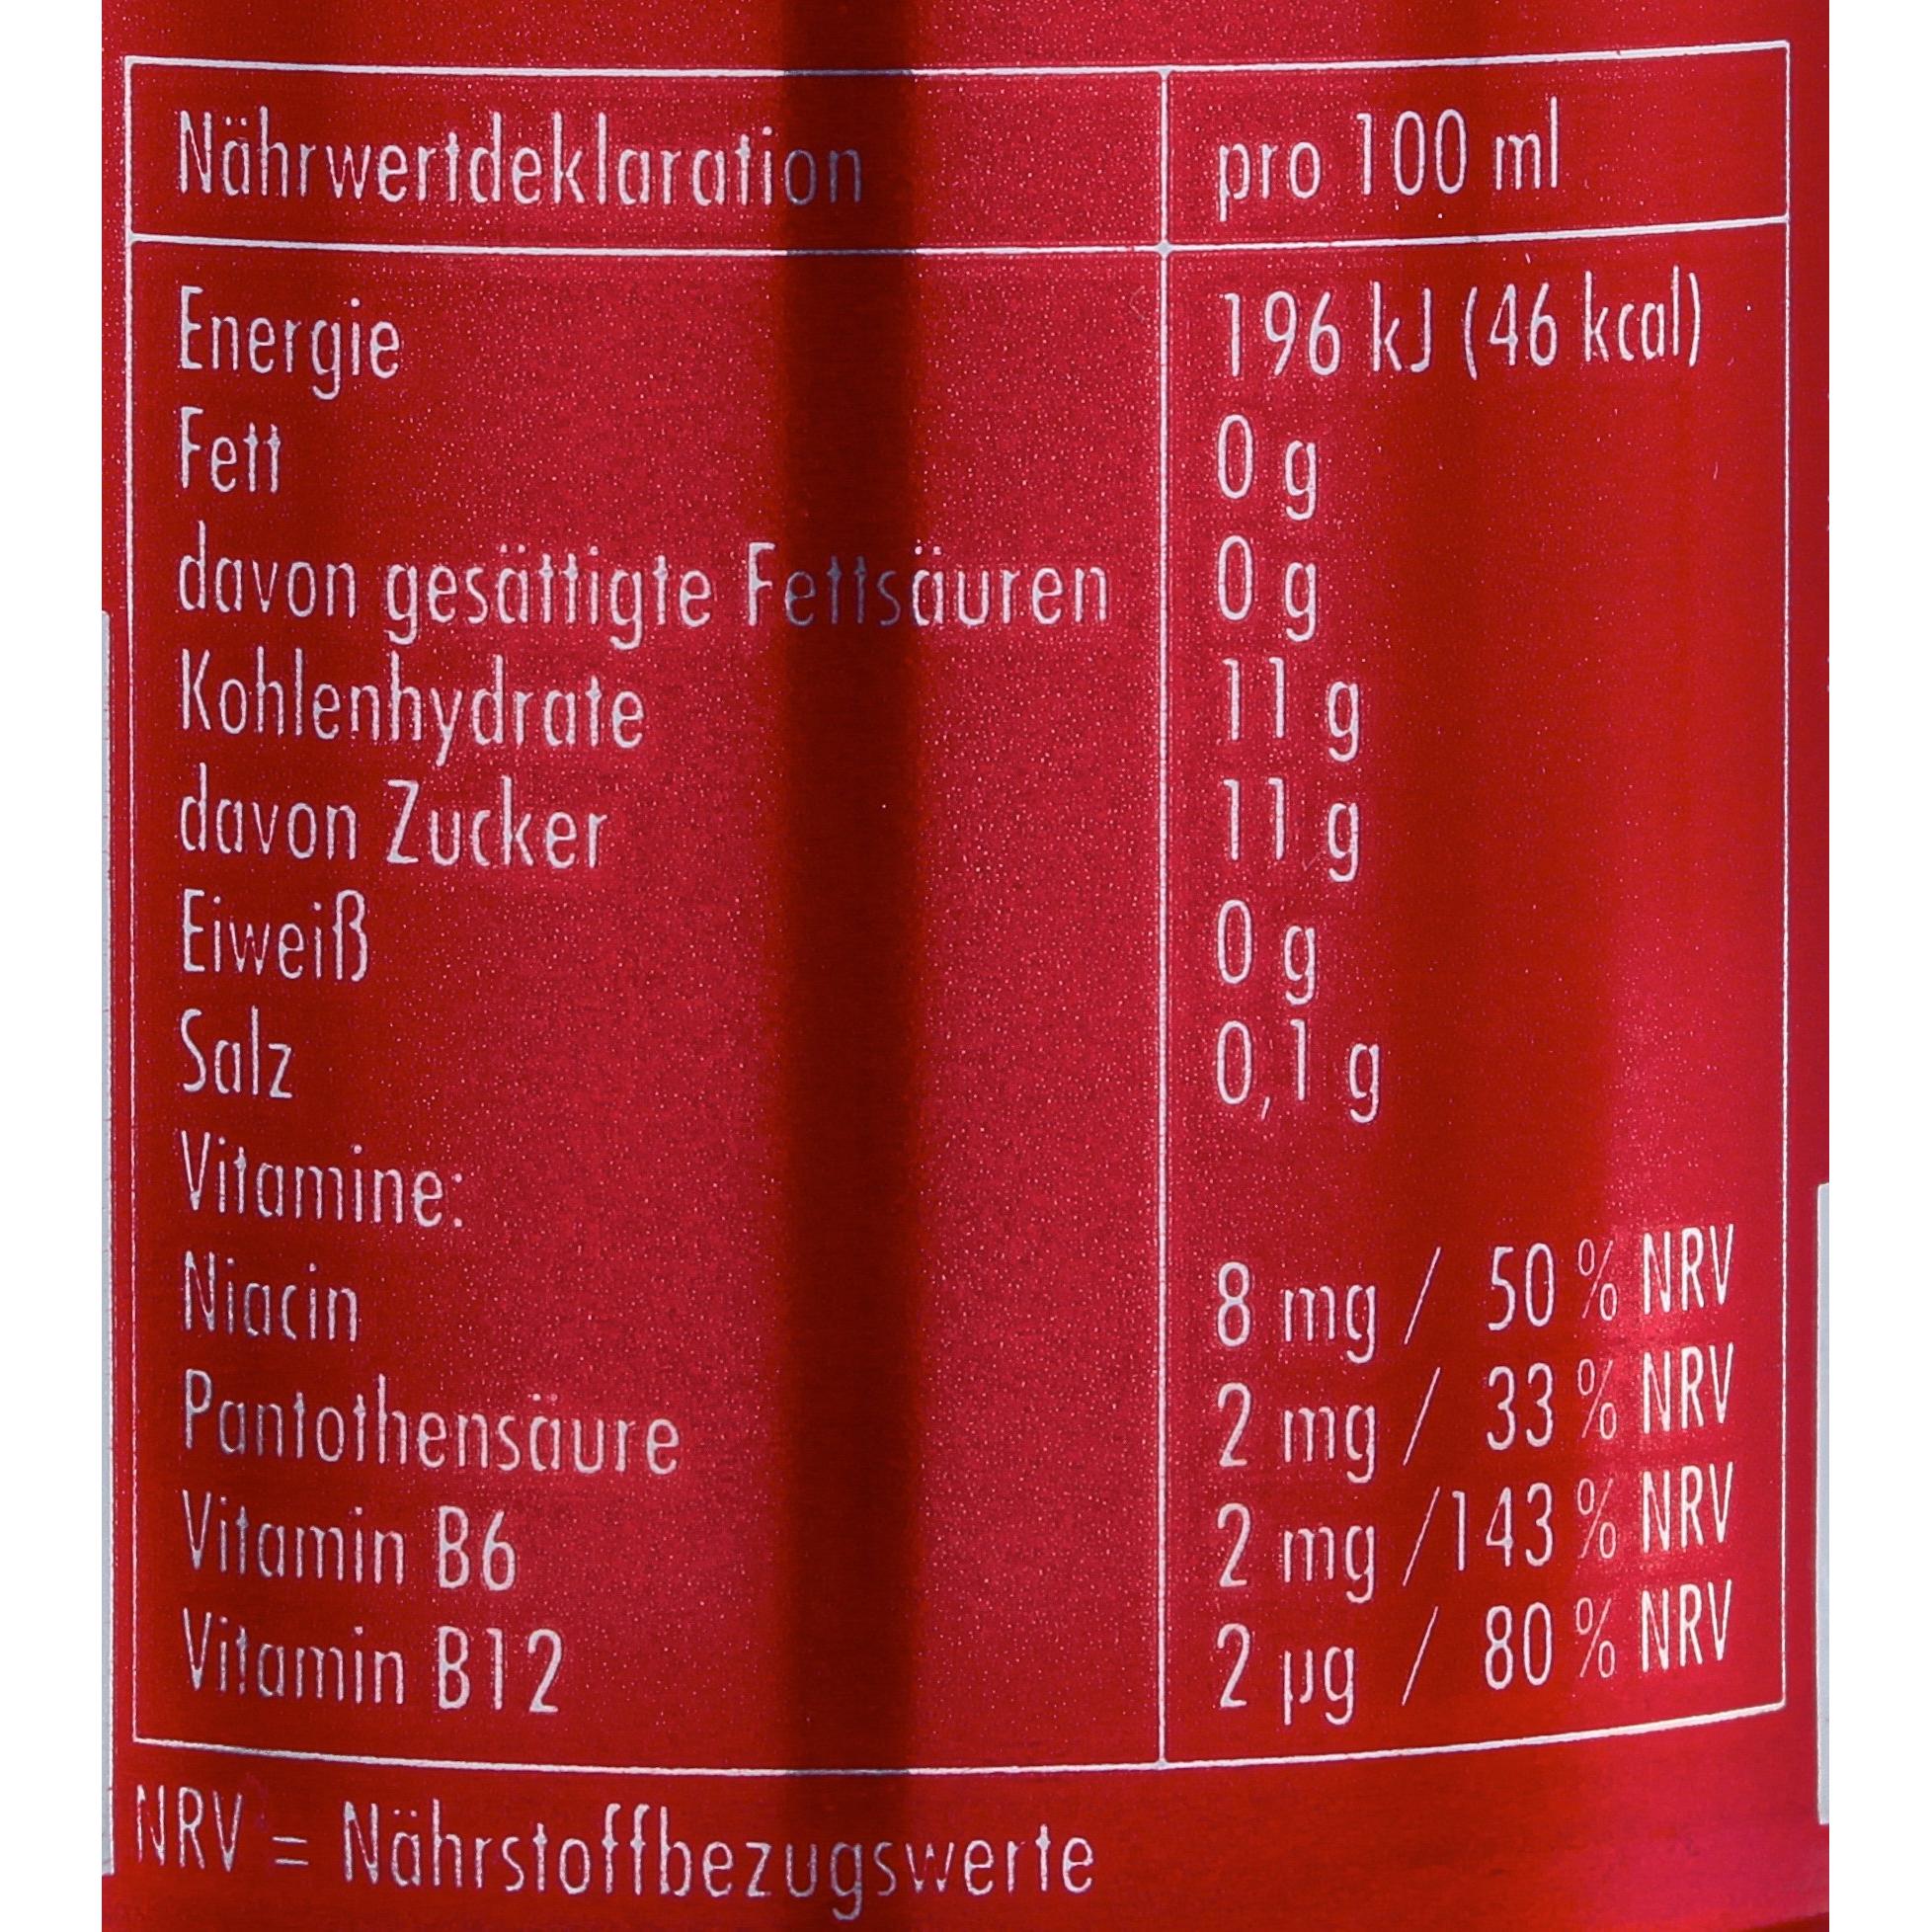 Nährwertdeklaration pro 100 ml
Energie 196 kJ (46 kcal)
Fett 0 g
davon gesättigte Fettsäuren 0 g
Kohlenhydrate 11 g
davon Zucker 11 g
Eiweiß 0 g
Salz 0,1 g
Vitamine:
Niacin 8 mg / 50 % NRV
Pantothensäure 2 mg / 33 % NRV
Vitamin B6 2 mg /143 % NRV
Vitamin B12 2 µg / 80 % NRV
NRV = Nährstoffbezugswerte